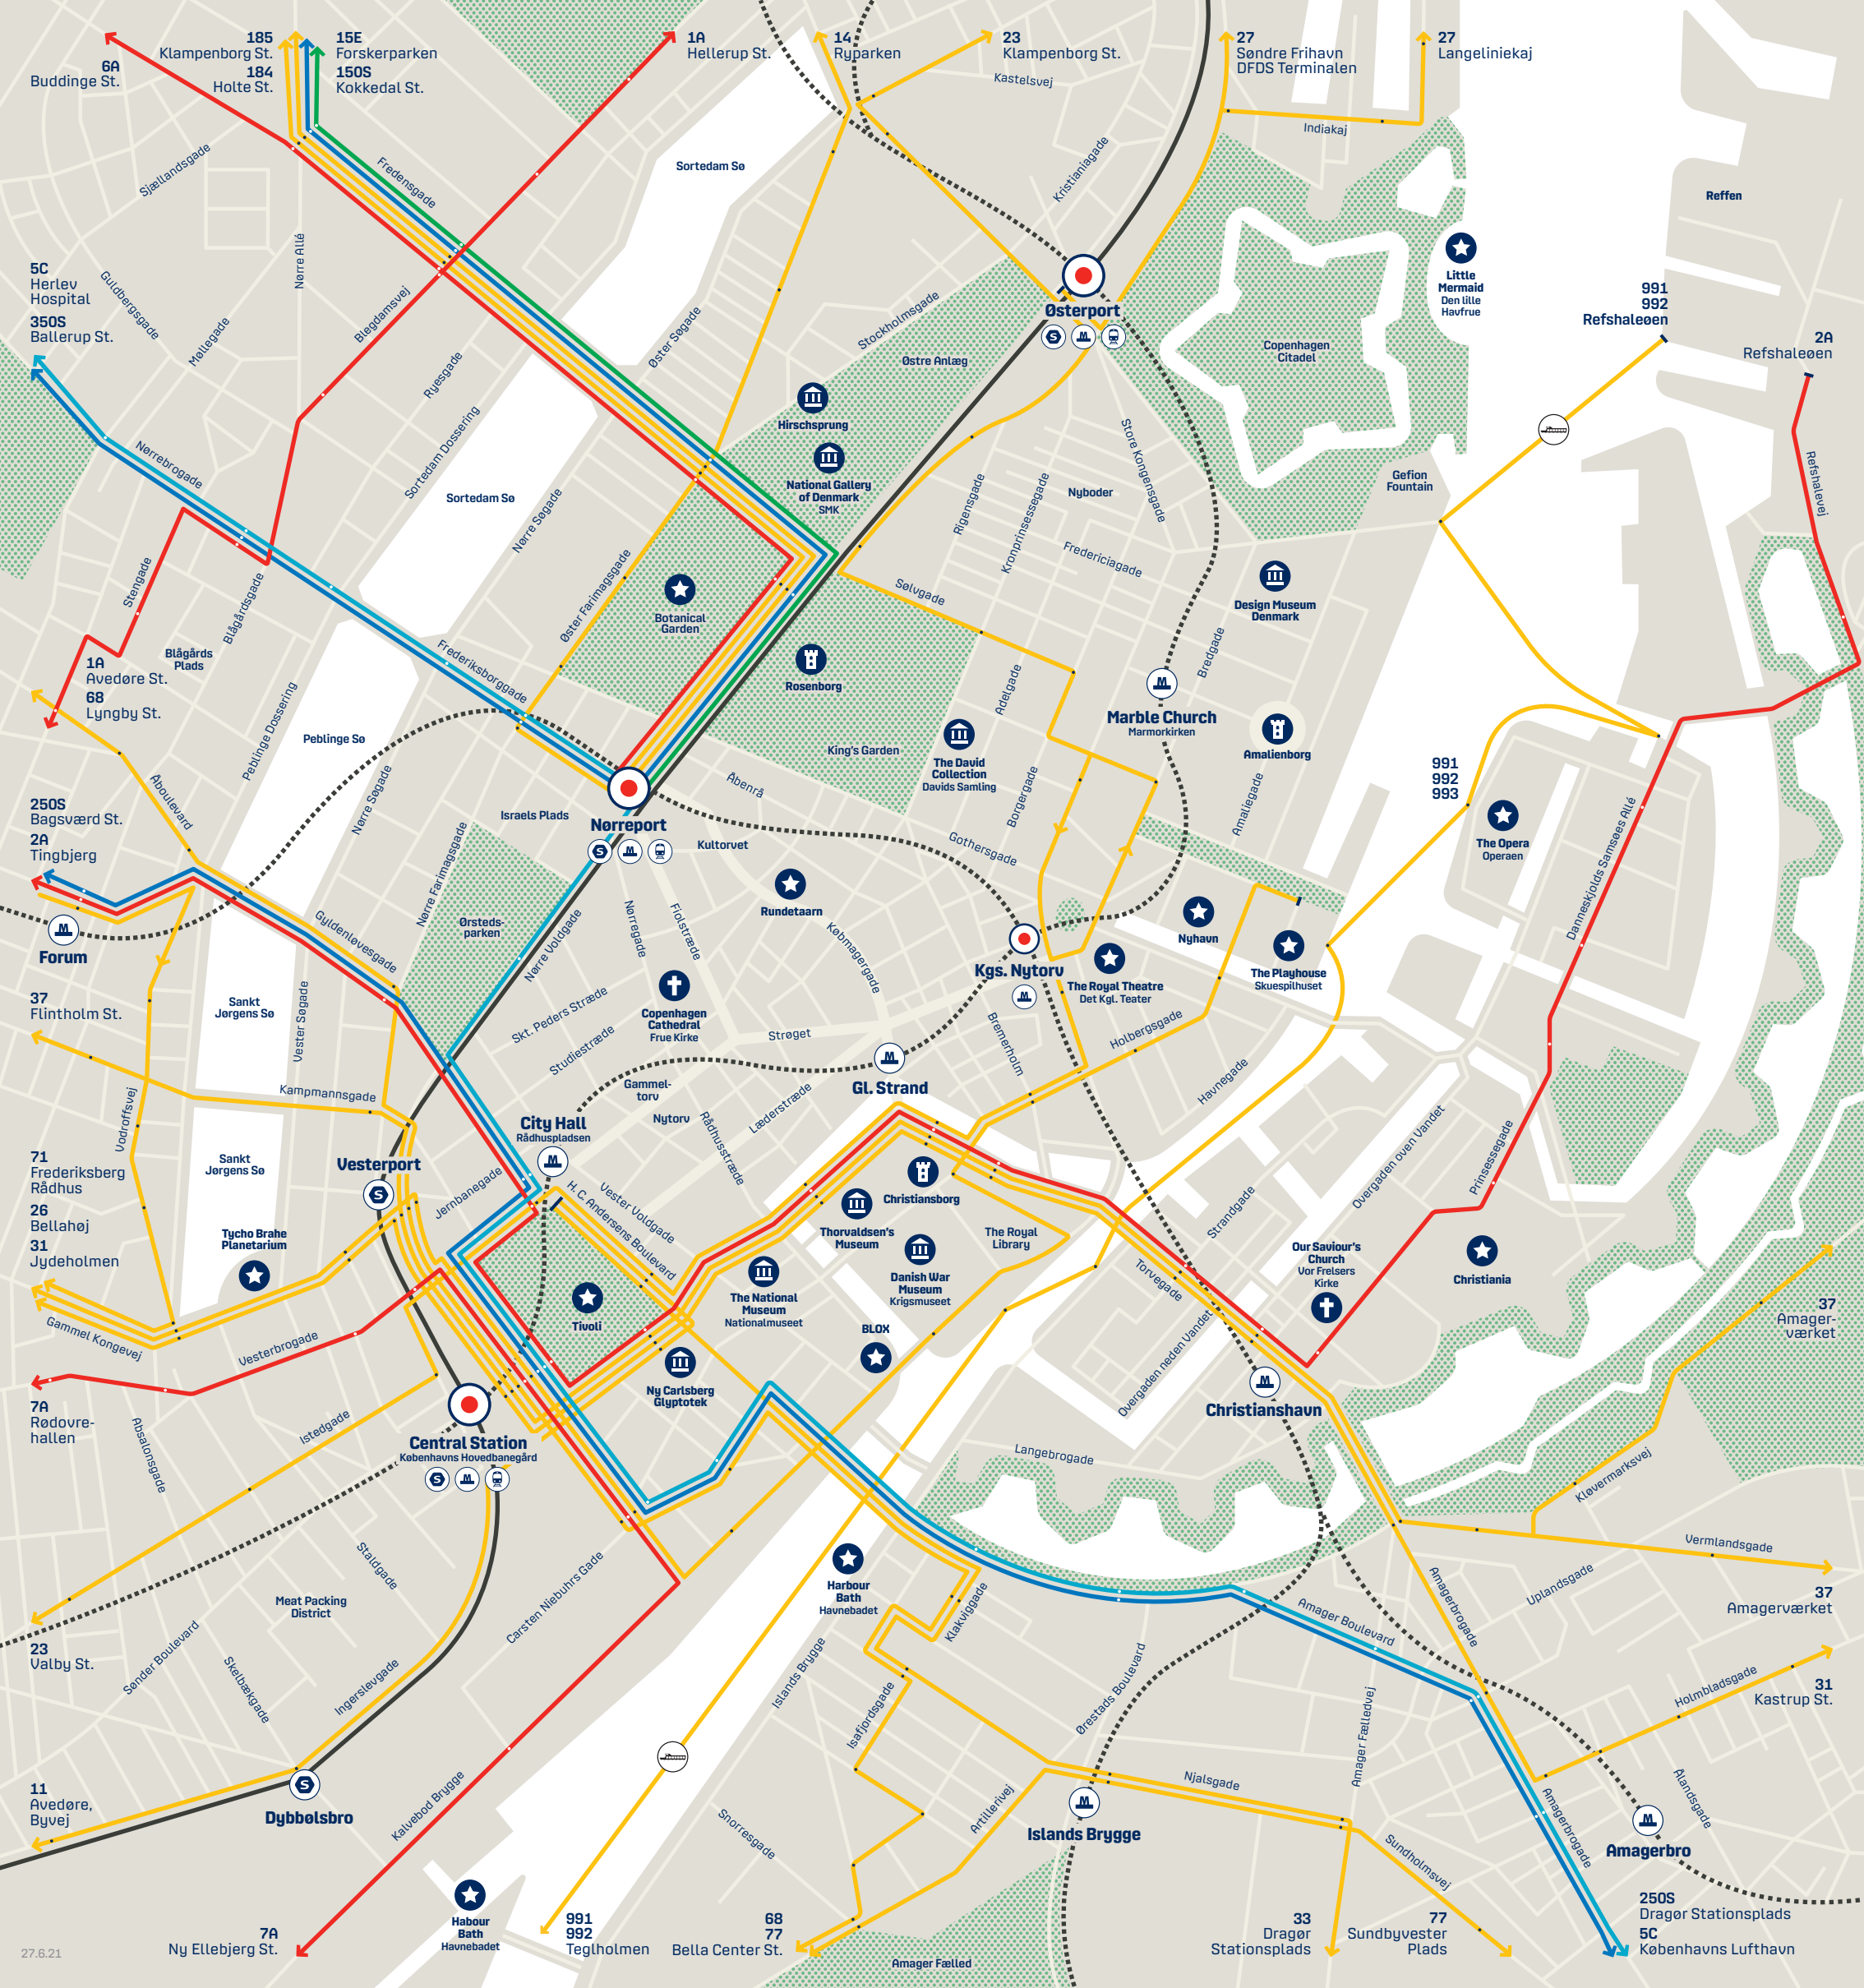 185
Klampenborg St.
184
Holte St.
15E
Forskerparken
150S
Kokkedal St.
6A
Buddinge St.
1A
Hellerup St.
14
Ryparken
23
Klampenborg St.
27
Søndre Frihavn
DFDS Terminalen
27
Langeliniekaj
Kastelsvej
Indiakaj
Kristianiagade
Sjællandsgade
Fredensgade
Sortedam Sø
Reffen
Nørre Allé
Guldbergsgade
Møllegade
Blegdamsvej
Ryesgade
Øster Søgade
Stockholmsgade
Østre Anlæg
5C
Herlev
Hospital
350S
Ballerup St.
Østerport
S
Copenhagen
Citadel
Little
Mermaid
Den lille
Havfrue
991
992
Refshaleøen
2A
Refshaleøen
Refshalevej
Hirschsprung
National Gallery
of Denmark
SMK
Nørrebrogade
Sortedam Dossering
Sortedam Sø
Nørre Søgade
Store Kongensgade
Nyboder
Rigensgade
Kronprinsessegade
Fredericiagade
Gefion
Fountain
Design Museum
Denmark
Stengade
Blågårdsgade
Blågårds
Plads
Øster Farimagsgade
Botanical
Garden
Sølvgade
Bredgade
Frederiksborggade
Rosenborg
Adelgade
1A
Avedøre St.
68
Lyngby St.
Peblinge Dossering
Peblinge Sø
King's Garden
The David
Collection
Davids Samling
Marble Church
Marmorkirken
Amalienborg
Åboulevard
Nørre Søgade
Israels Plads
Nørreport
S
Åbenrå
Kultorvet
Borgergade
Gothersgade
Amaliegade
991
992
993
The Opera
Operaen
Danneskjolds Samsøes Allé
250S
Bagsværd St.
2A
Tingbjerg
Nørre Farimagsgade
Ørsteds-
parken
Gyldenløvesgade
Nørre Voldgade
Nørregade
Fiolstræde
Rundetaarn
Købmagergade
Nyhavn
The Playhouse
Skuespilhuset
Forum
Kgs. Nytorv
The Royal Theatre
Det Kgl. Teater
37
Flintholm St.
Sankt
Jørgens Sø
Vester Søgade
Skt. Peders Stræde
Studiestræde
Copenhagen
Cathedral
Frue Kirke
Strøget
Bremerholm
Holbergsgade
Havnegade
Kampmannsgade
Vodroffsvej
Gammel-
torv
Nytorv
Læderstræde
Rådhusstræde
Gl. Strand
City Hall
Rådhuspladsen
Sankt
Jørgens Sø
Vesterport
S
Jernbanegade
H. C. Andersens Boulevard
Vester Voldgade
Christiansborg
Thorvaldsen's
Museum
The Royal
Library
Danish War
Museum
Krigsmuseet
Strandgade
Overgaden oven Vandet
Prinsessegade
71
Frederiksberg
Rådhus
26
Bellahøj
31
Jydeholmen
Tycho Brahe
Planetarium
The National
Museum
Nationalmuseet
Tivoli
BLOX
Torvegade
Our Saviour's
Church
Vor Frelsers
Kirke
Christiania
37
Amager-
værket
Gammel Kongevej
Vesterbrogade
Ny Carlsberg
Glyptotek
Overgaden neden Vandet
Christianshavn
7A
Rødovre-
hallen
Absalonsgade
Istedgade
Central Station
Københavns Hovedbanegård
S
Langebrogade
Kløvermarksvej
Vermlandsgade
Staldgade
Meat Packing
District
Carsten Niebuhrs Gade
Harbour
Bath
Havnebadet
Klakviggade
Amager Boulevard
Amagerbrogade
Uplandsgade
37
Amagerværket
23
Valby St.
Sønder Boulevard
Skelbækgade
Ingerslevgade
Islands Brygge
Isafjordsgade
Ørestads Boulevard
Amager Fælledvej
Holmbladsgade
31
Kastrup St.
11
Avedøre,
Byvej
S
Dybbølsbro
Kalvebod Brygge
Snorresgade
Artillerivej
Njalsgade
Islands Brygge
Sundholmsvej
Amagerbrogade
Ålandsgade
Amagerbro
7A
Ny Ellebjerg St.
Habour
Bath
Havnebadet
991
992
Teglholmen
68
77
Bella Center St.
Amager Fælled
33
Dragør
Stationsplads
77
Sundbyvester
Plads
250S
Dragør Stationsplads
5C
Københavns Lufthavn
27.6.21